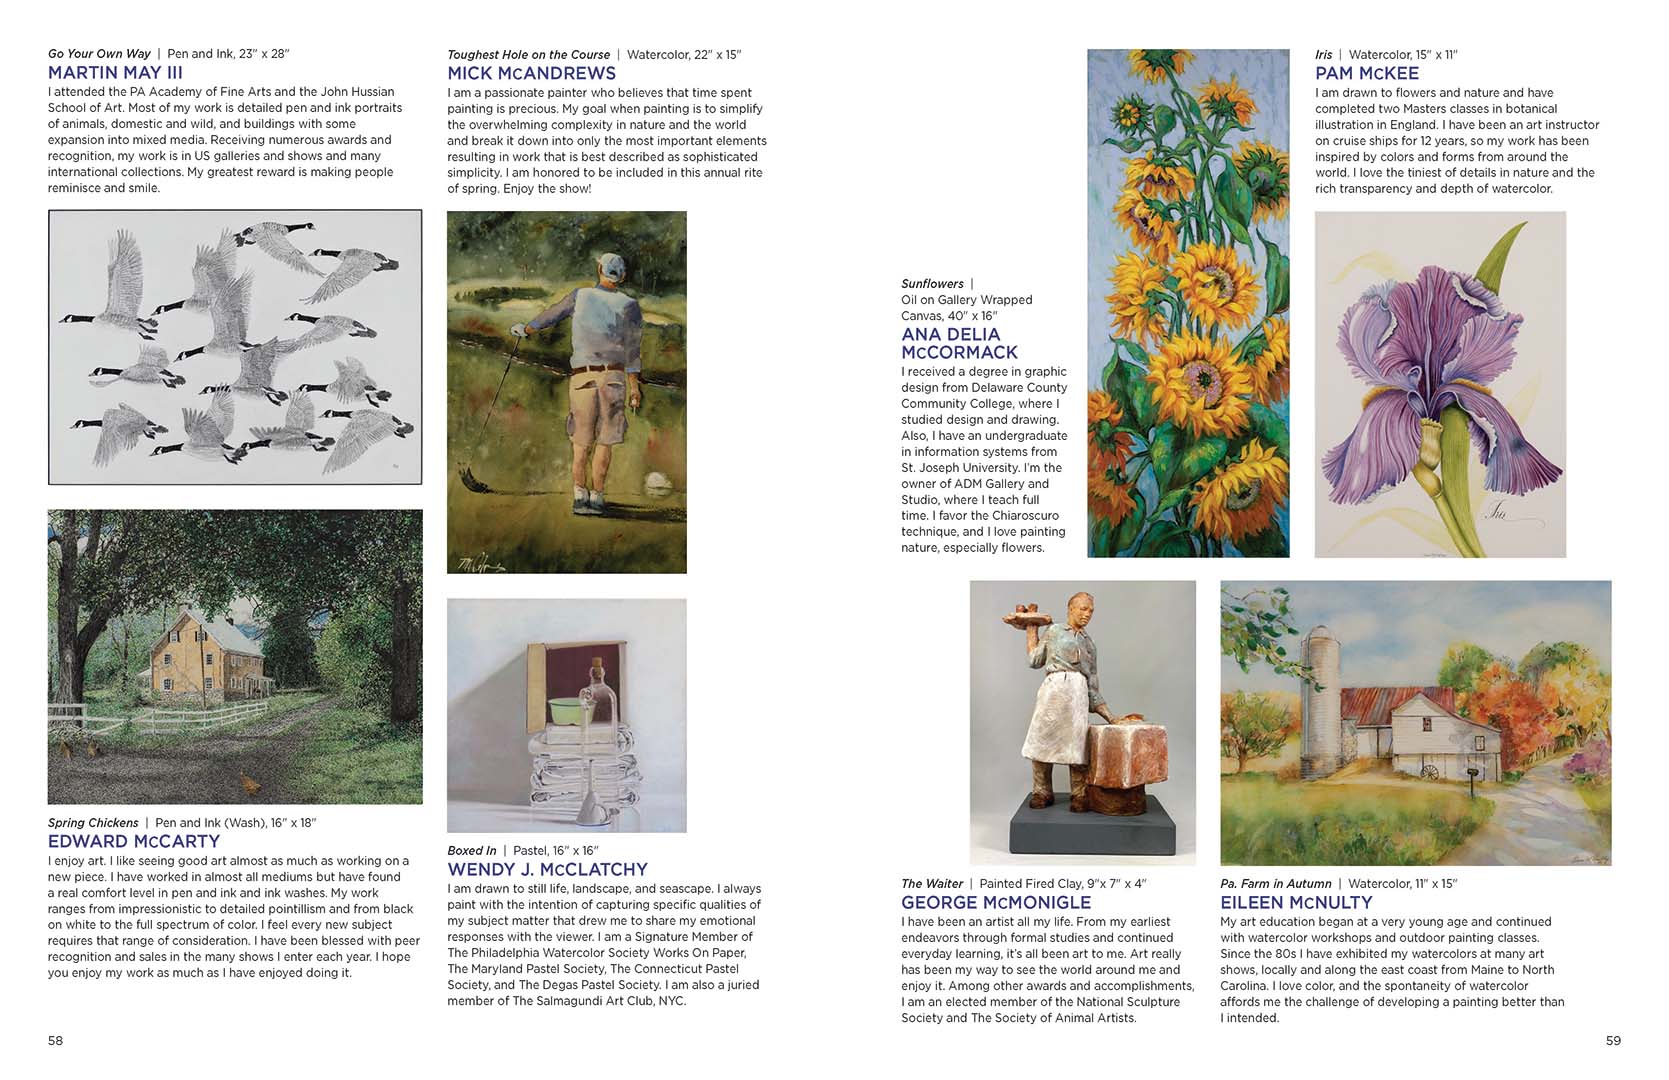 Go Your Own Way | Pen and Ink, 23" x 28"
MARTIN MAY III
I attended the PA Academy of Fine Arts and the John Hussian
School of Art. Most of my work is detailed pen and ink portraits
of animals, domestic and wild, and buildings with some
expansion into mixed media. Receiving numerous awards and
recognition, my work is in US galleries and shows and many
international collections. My greatest reward is making people
reminisce and smile.
Spring Chickens | Pen and Ink (Wash), 16" x 18"
EDWARD McCARTY
I enjoy art. I like seeing good art almost as much as working on a
new piece. I have worked in almost all mediums but have found
a real comfort level in pen and ink and ink washes. My work
ranges from impressionistic to detailed pointillism and from black
on white to the full spectrum of color. I feel every new subject
requires that range of consideration. I have been blessed with peer
recognition and sales in the many shows I enter each year. I hope
you enjoy my work as much as I have enjoyed doing it.
58
Toughest Hole on the Course | Watercolor, 22" x 15"
MICK McANDREWS
I am a passionate painter who believes that time spent
painting is precious. My goal when painting is to simplify
the overwhelming complexity in nature and the world
and break it down into only the most important elements
resulting in work that is best described as sophisticated
simplicity. I am honored to be included in this annual rite
of spring. Enjoy the show!
Boxed In | Pastel, 16" x 16"
WENDY J. McCLATCHY
I am drawn to still life, landscape, and seascape. I always
paint with the intention of capturing specific qualities of
my subject matter that drew me to share my emotional
responses with the viewer. I am a Signature Member of
The Philadelphia Watercolor Society Works On Paper,
The Maryland Pastel Society, The Connecticut Pastel
Society, and The Degas Pastel Society. I am also a juried
member of The Salmagundi Art Club, NYC.
Sunflowers |
Oil on Gallery Wrapped
Canvas, 40" x 16"
ANA DELIA
McCORMACK
I received a degree in graphic
design from Delaware County
Community College, where I
studied design and drawing.
Also, I have an undergraduate
in information systems from
St. Joseph University. I'm the
owner of ADM Gallery and
Studio, where I teach full
time. I favor the Chiaroscuro
technique, and I love painting
nature, especially flowers.
Iris | Watercolor, 15" x 11"
PAM McKEE
I am drawn to flowers and nature and have
completed two Masters classes in botanical
illustration in England. I have been an art instructor
on cruise ships for 12 years, so my work has been
inspired by colors and forms from around the
world. I love the tiniest of details in nature and the
rich transparency and depth of watercolor.
Iris
The Waiter | Painted Fired Clay, 9"x 7" x 4"
GEORGE McMONIGLE
I have been an artist all my life. From my earliest
endeavors through formal studies and continued
everyday learning, it's all been art to me. Art really
has been my way to see the world around me and
enjoy it. Among other awards and accomplishments,
I am an elected member of the National Sculpture
Society and The Society of Animal Artists.
Pa. Farm in Autumn | Watercolor, 11" x 15"
EILEEN McNULTY
My art education began at a very young age and continued
with watercolor workshops and outdoor painting classes.
Since the 80s I have exhibited my watercolors at many art
shows, locally and along the east coast from Maine to North
Carolina. I love color, and the spontaneity of watercolor
affords me the challenge of developing a painting better than
I intended.
59